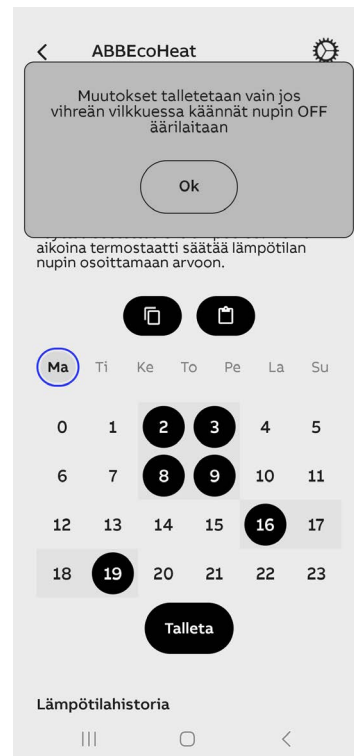 ABBEcoHeat
Muutokset talletetaan vain jos
vihreän vilkkuessa käännät nupin OFF
äärilaitaan
Ok
aikoina termostaatti säätää lämpötilan
nupin osoittamaan arvoon.
Ma Ti Ke To Pe La Su
0 1 2 3 4 5
6 7 8 9 10 11
12 13 14 15 16 17
18 19 20 21 22 23
Talleta
Lämpötilahistoria